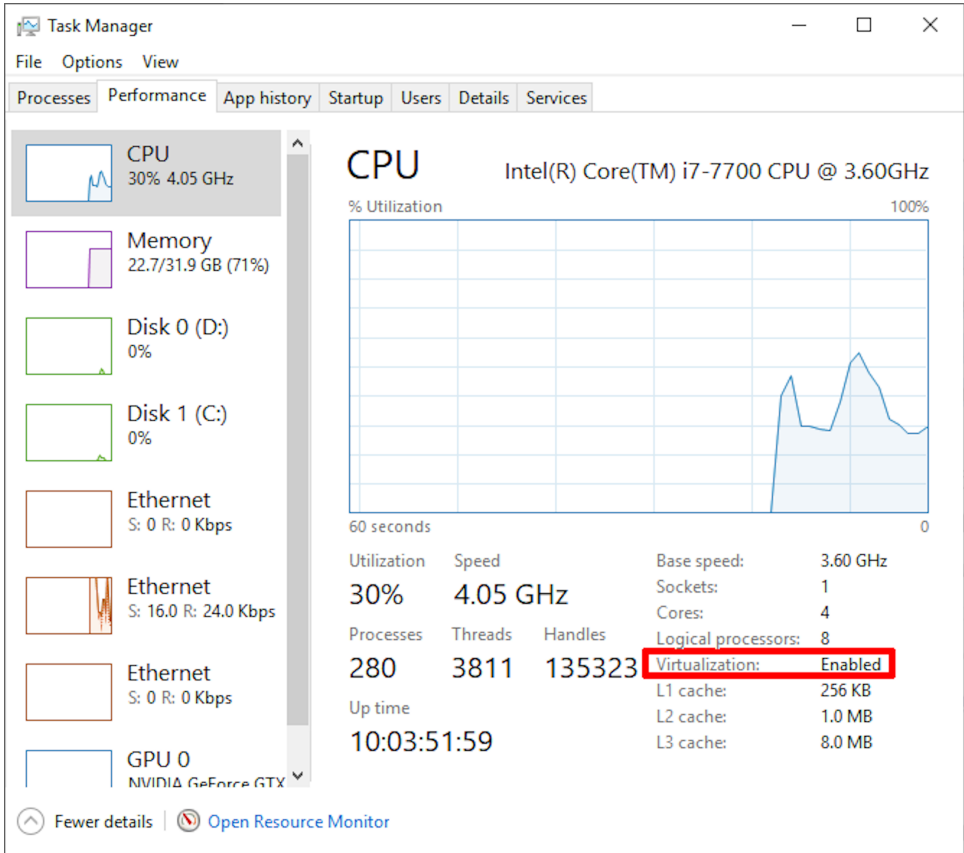 Task Manager
File Options View
Processes Performance App history Startup Users Details Services
CPU
30% 4.05 GHz
Memory
22.7/31.9 GB (71%)
Disk 0 (D:)
0%
Disk 1 (C:)
0%
Ethernet
S: 0 R: 0 Kbps
Ethernet
S: 16.0 R: 24.0 Kbps
Ethernet
S: 0 R: 0 Kbps
GPU 0
NVIDIA GeForce GTX
CPU Intel(R) Core(TM) i7-7700 CPU @ 3.60GHz
% Utilization 100%
60 seconds 0
Utilization Speed
30% 4.05 GHz
Processes Threads Handles
280 3811 135323
Up time
10:03:51:59
Base speed: 3.60 GHz
Sockets: 1
Cores: 4
Logical processors: 8
Virtualization: Enabled
L1 cache: 256 KB
L2 cache: 1.0 MB
L3 cache: 8.0 MB
Fewer details Open Resource Monitor